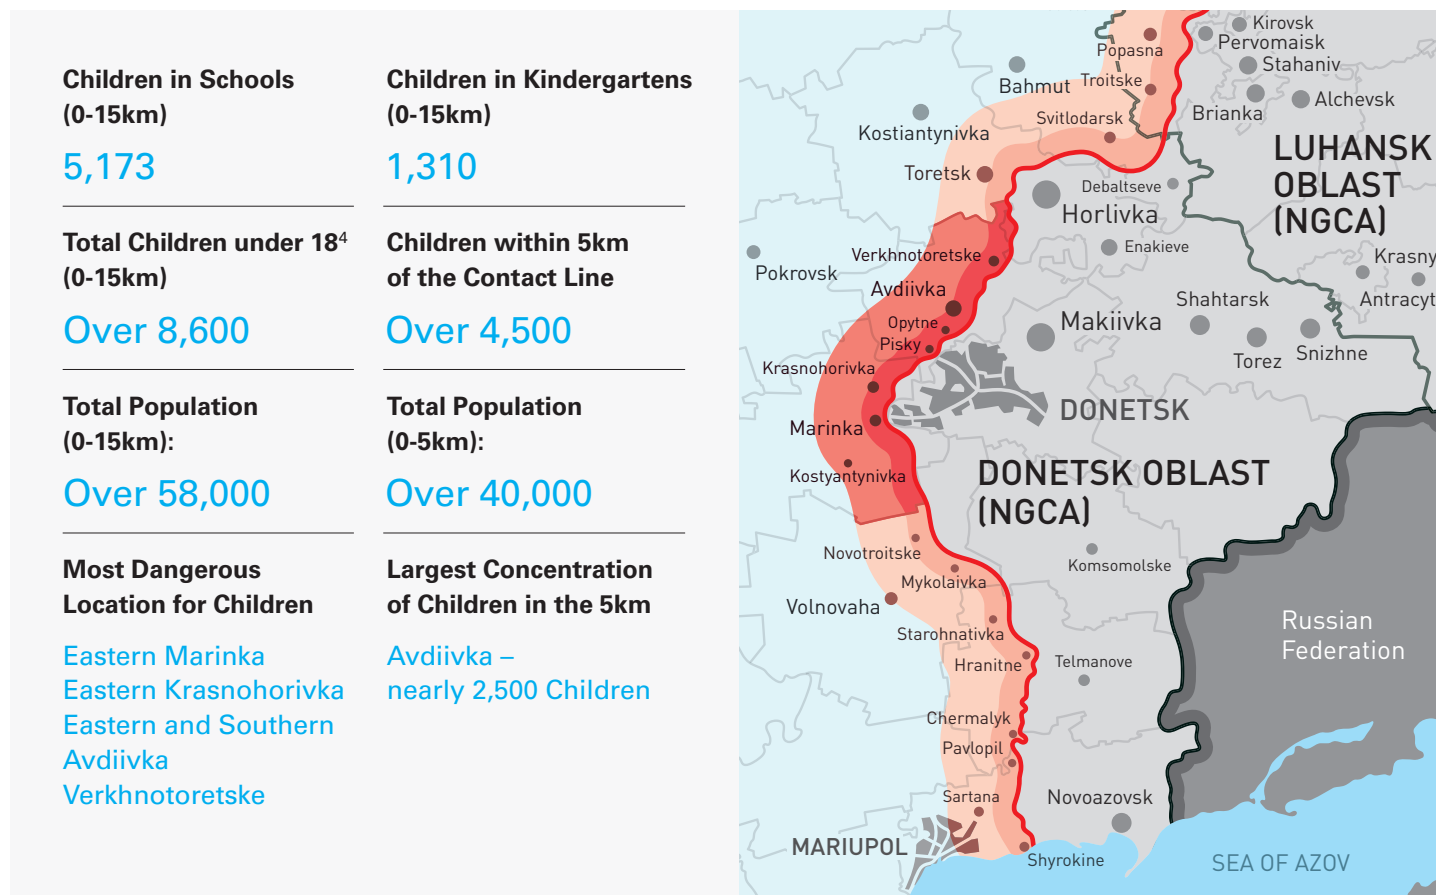 Children in Schools
(0-15km)
5,173
Children in Kindergartens
(0-15km)
1,310
Total Children under 18⁴
(0-15km)
Over 8,600
Children within 5km
of the Contact Line
Over 4,500
Total Population
(0-15km):
Over 58,000
Total Population
(0-5km):
Over 40,000
Most Dangerous
Location for Children
Eastern Marinka
Eastern Krasnohorivka
Eastern and Southern
Avdiivka
Verkhnotoretske
Largest Concentration
of Children in the 5km
Avdiivka –
nearly 2,500 Children
Kirovsk
Pervomaisk
Popasna
Stahaniv
Bahmut
Troitske
Brianka
Alchevsk
Svitlodarsk
Kostiantynivka
LUHANSK
OBLAST
(NGCA)
Toretsk
Debaltseve
Horlivka
Enakieve
Verkhnotoretske
Krasny
Pokrovsk
Avdiivka
Shahtarsk
Antracyt
Opytne
Makiivka
Pisky
Torez
Snizhne
Krasnohorivka
DONETSK
Marinka
DONETSK OBLAST
(NGCA)
Kostyantynivka
Novotroitske
Komsomolske
Mykolaivka
Volnovaha
Russian
Federation
Starohnativka
Hranitne
Telmanove
Chermalyk
Pavlopil
Sartana
Novoazovsk
MARIUPOL
Shyrokine
SEA OF AZOV